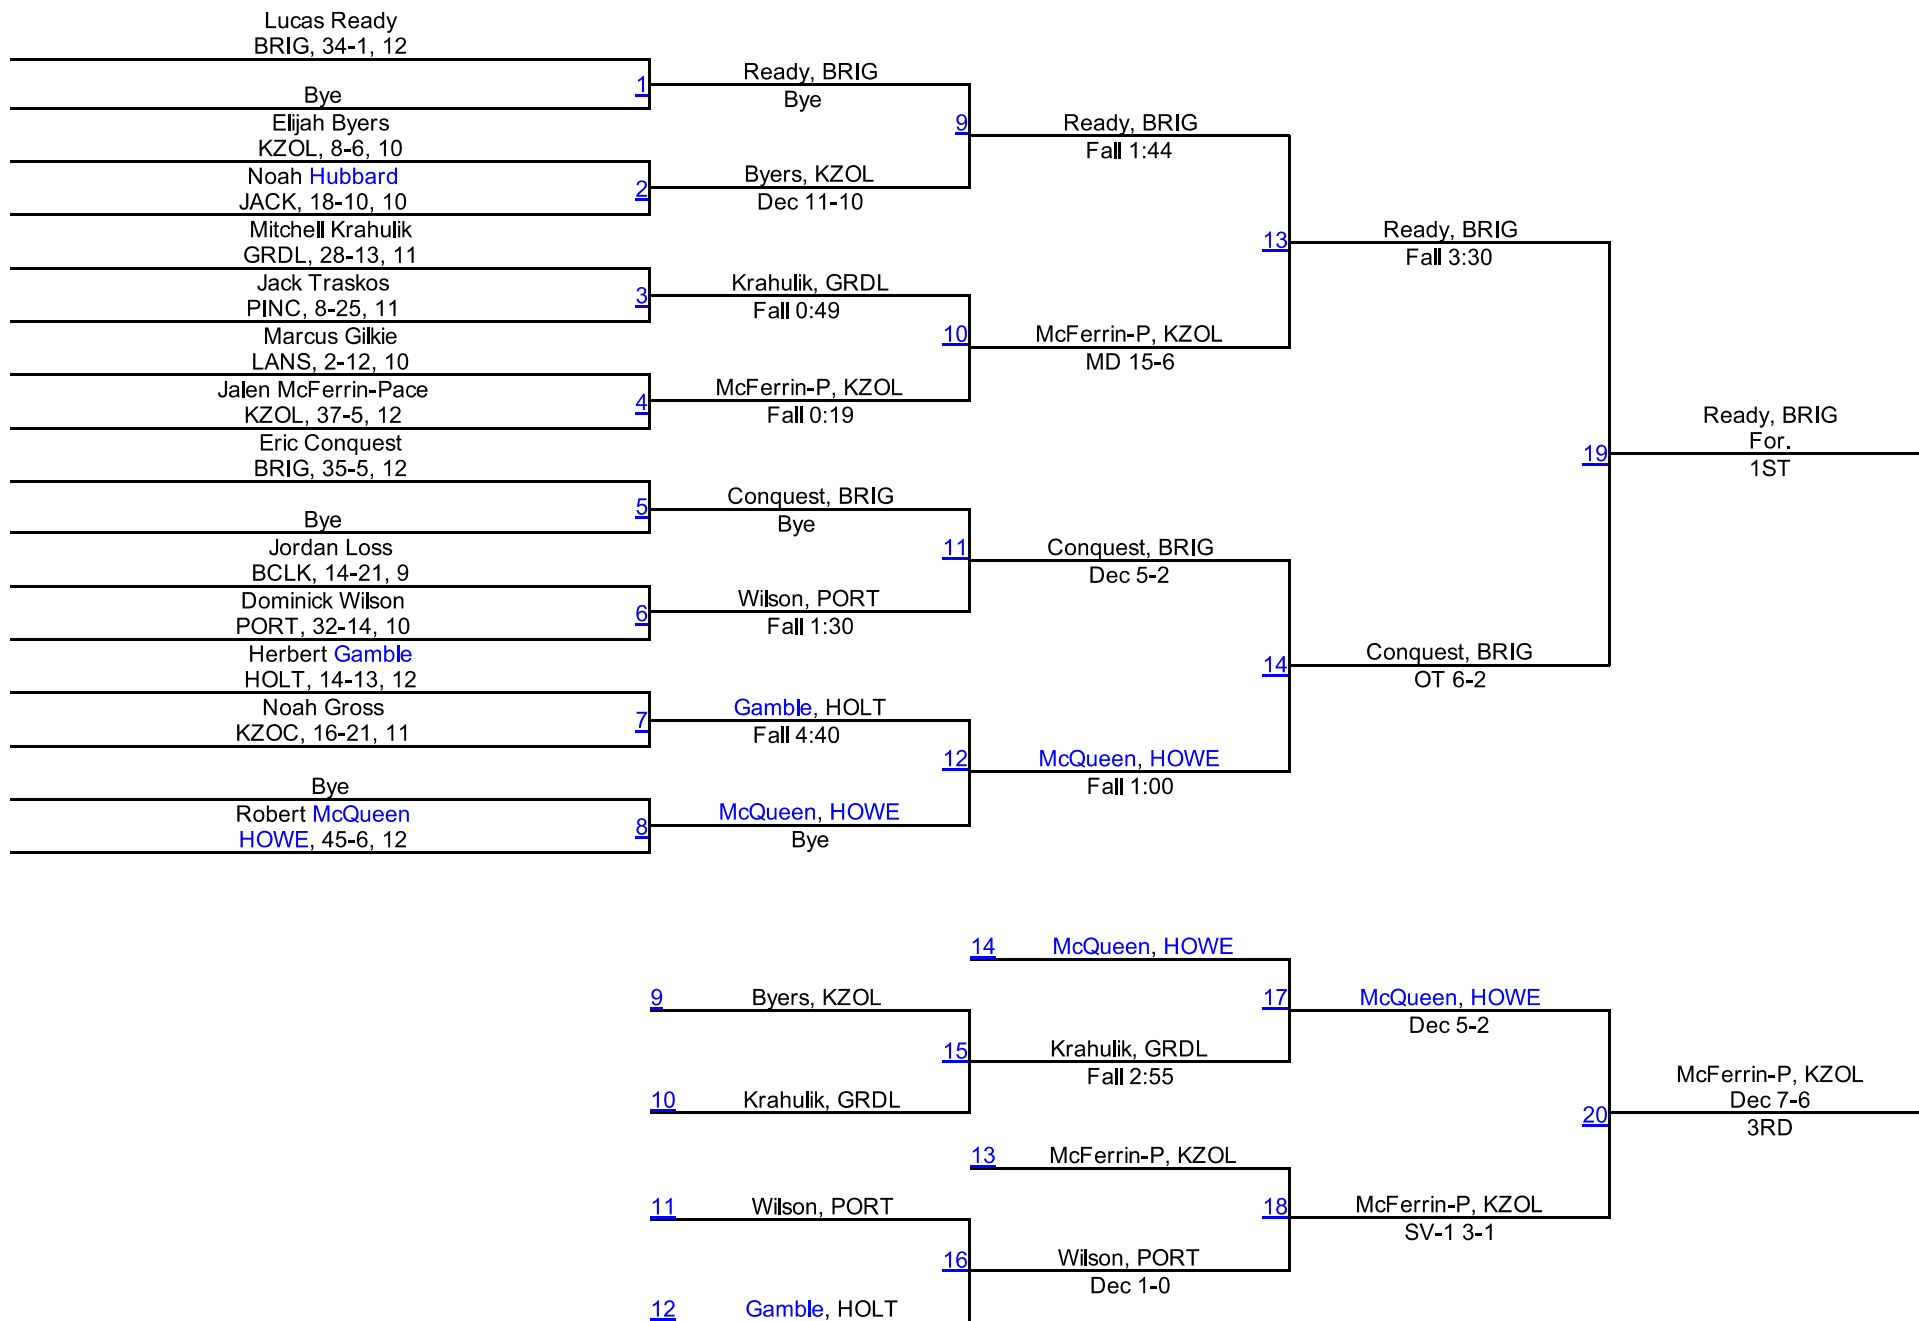 Lucas Ready
BRIG, 34-1, 12
Bye
Elijah Byers
KZOL, 8-6, 10
Noah Hubbard
JACK, 18-10, 10
Mitchell Krahulik
GRDL, 28-13, 11
Jack Traskos
PINC, 8-25, 11
Marcus Gilkie
LANS, 2-12, 10
Jalen McFerrin-Pace
KZOL, 37-5, 12
Eric Conquest
BRIG, 35-5, 12
Bye
Jordan Loss
BCLK, 14-21, 9
Dominick Wilson
PORT, 32-14, 10
Herbert Gamble
HOLT, 14-13, 12
Noah Gross
KZOC, 16-21, 11
Bye
Robert McQueen
HOWE, 45-6, 12
1
Ready, BRIG
Bye
2
Byers, KZOL
Dec 11-10
3
Krahulik, GRDL
Fall 0:49
4
McFerrin-P, KZOL
Fall 0:19
5
Conquest, BRIG
Bye
6
Wilson, PORT
Fall 1:30
7
Gamble, HOLT
Fall 4:40
8
McQueen, HOWE
Bye
9
Ready, BRIG
Fall 1:44
10
McFerrin-P, KZOL
MD 15-6
11
Conquest, BRIG
Dec 5-2
12
McQueen, HOWE
Fall 1:00
13
Ready, BRIG
Fall 3:30
14
Conquest, BRIG
OT 6-2
19
Ready, BRIG
For.
1ST
9
Byers, KZOL
10
Krahulik, GRDL
11
Wilson, PORT
12
Gamble, HOLT
14
McQueen, HOWE
15
Krahulik, GRDL
Fall 2:55
13
McFerrin-P, KZOL
16
Wilson, PORT
Dec 1-0
17
McQueen, HOWE
Dec 5-2
18
McFerrin-P, KZOL
SV-1 3-1
20
McFerrin-P, KZOL
Dec 7-6
3RD